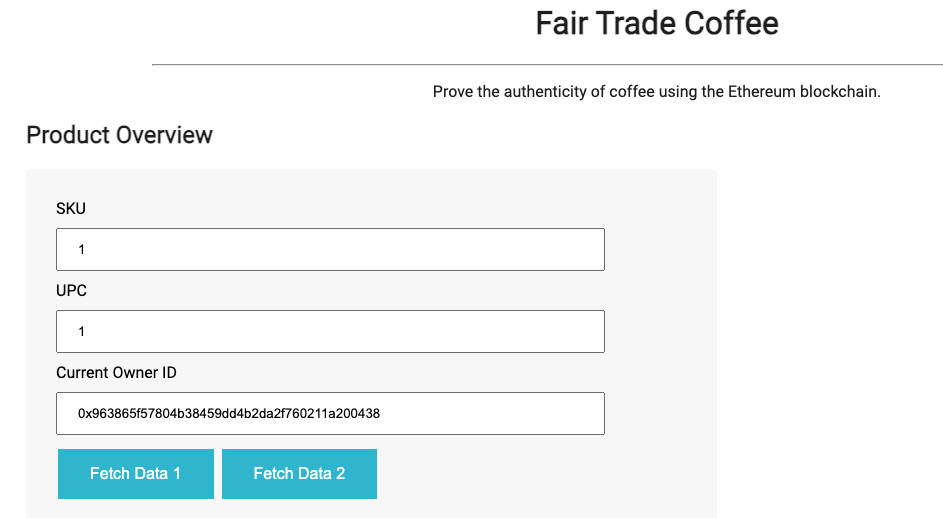 Fair Trade Coffee
Prove the authenticity of coffee using the Ethereum blockchain.
Product Overview
SKU
1
UPC
1
Current Owner ID
0x963865f57804b38459dd4b2da2f760211a200438
Fetch Data 1
Fetch Data 2